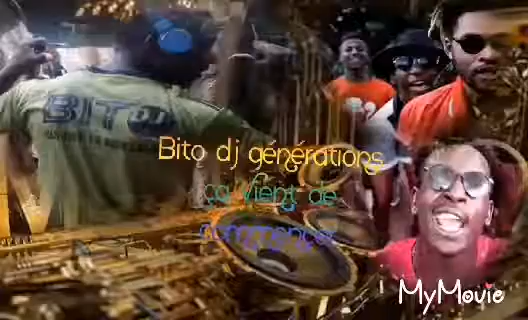 BITO
Bito dj générations
ça vient de
commencer
MyMovie